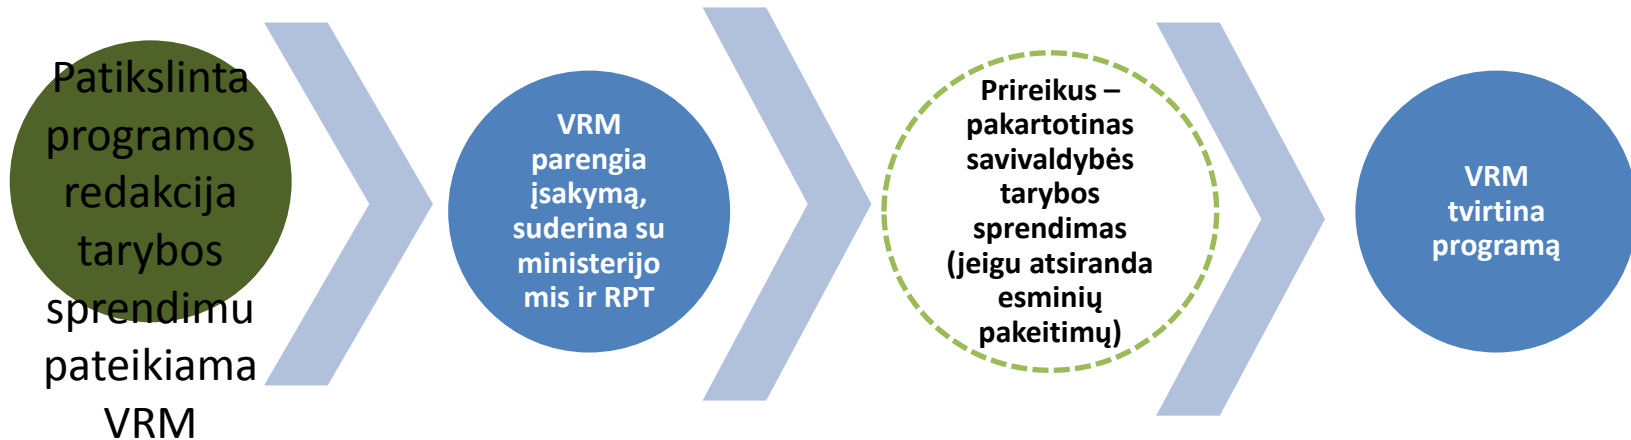 Patikslinta
programos
redakcija
tarybos
sprendimu
pateikiama
VRM
VRM
parengia
įsakymą,
suderina su
ministerijo
mis ir RPT
Prireikus –
pakartotinas
savivaldybės
tarybos
sprendimas
(jeigu atsiranda
esminių
pakeitimų)
VRM
tvirtina
programą